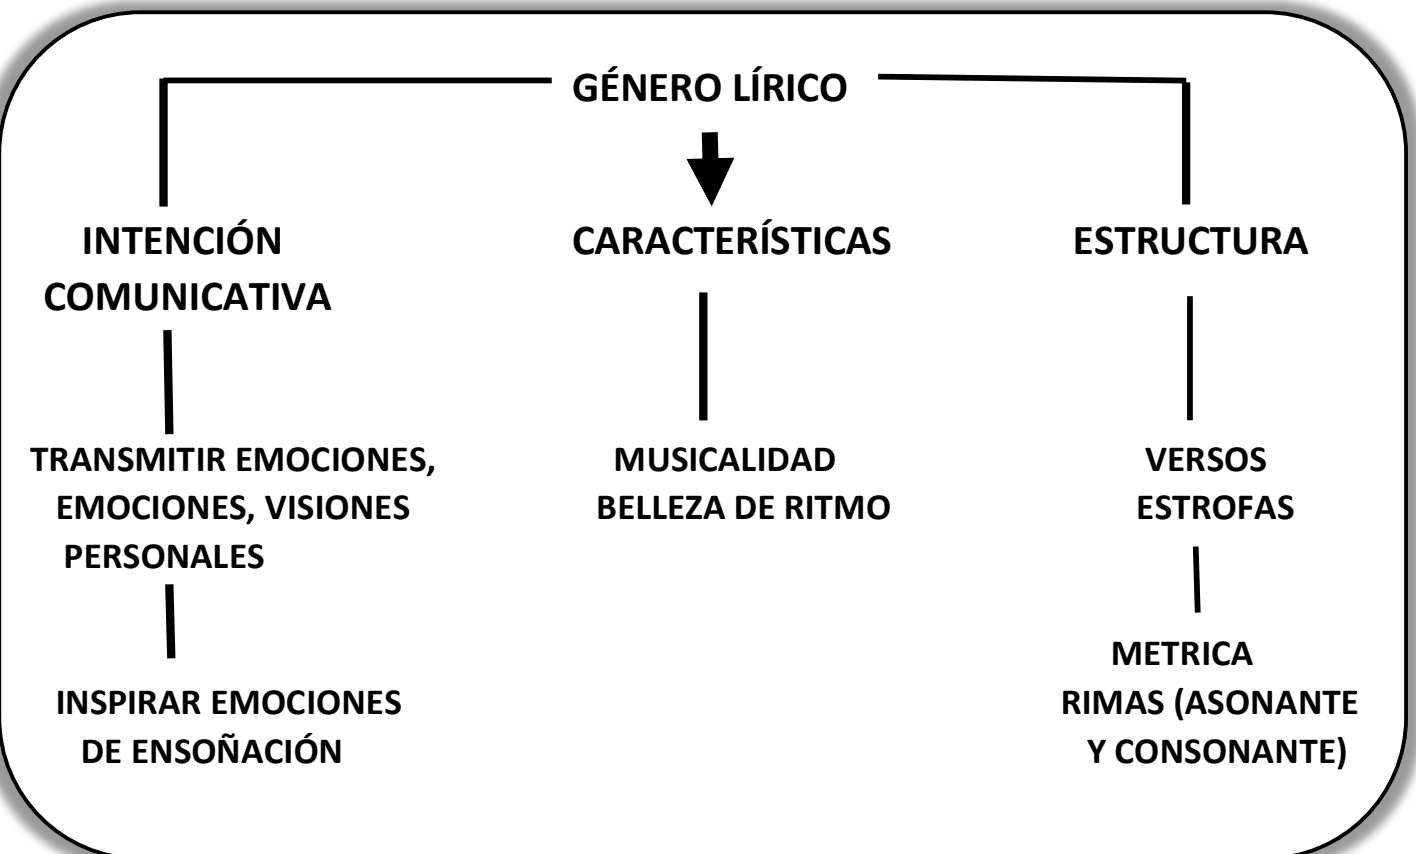 GÉNERO LÍRICO
INTENCIÓN
COMUNICATIVA
TRANSMITIR EMOCIONES,
EMOCIONES, VISIONES
PERSONALES
INSPIRAR EMOCIONES
DE ENSOÑACIÓN
CARACTERÍSTICAS
MUSICALIDAD
BELLEZA DE RITMO
ESTRUCTURA
VERSOS
ESTROFAS
METRICA
RIMAS (ASONANTE
Y CONSONANTE)